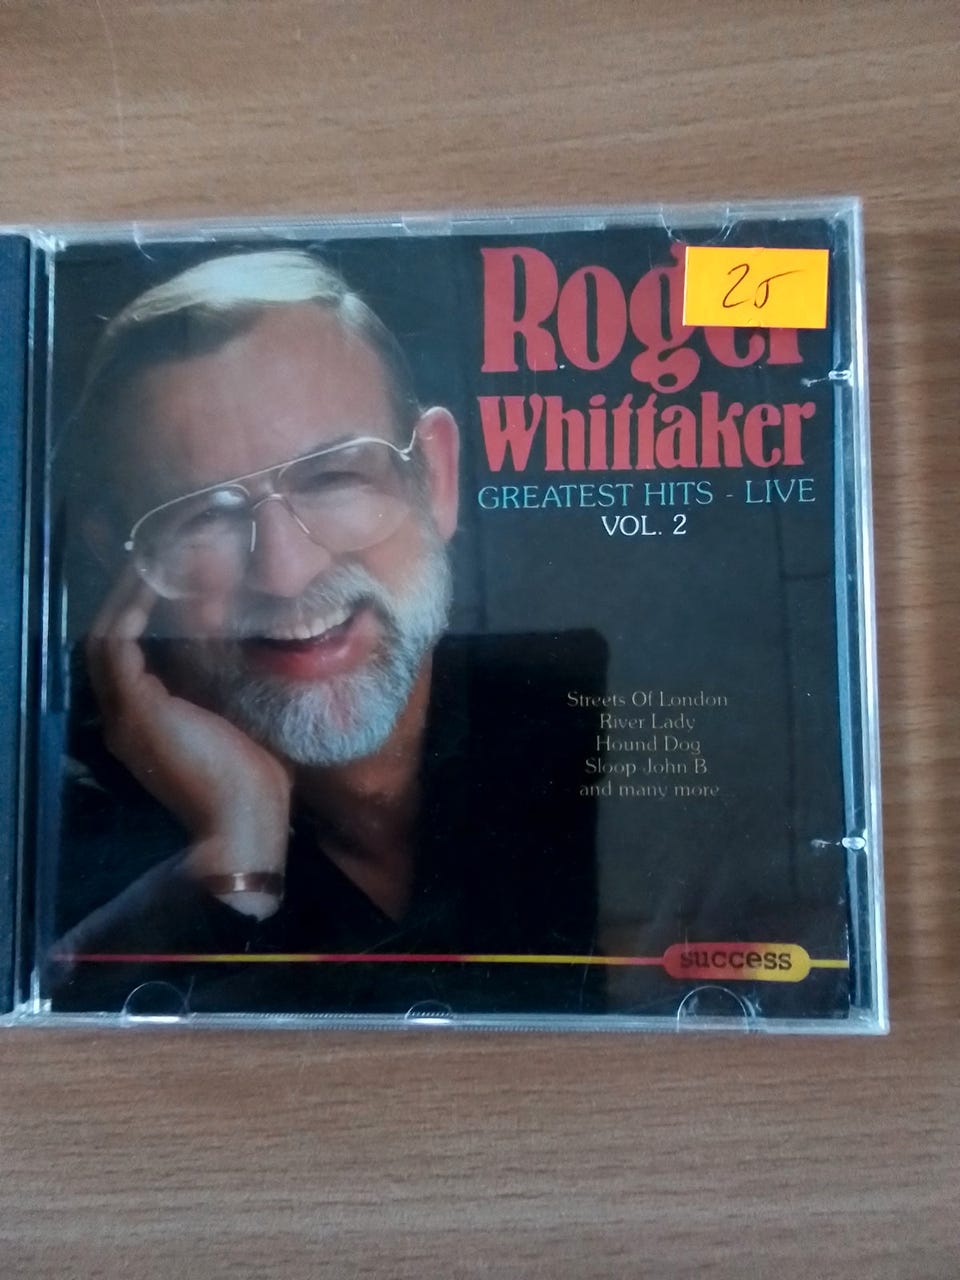 Roger
25
Whittaker
GREATEST HITS - LIVE
VOL. 2
Streets Of London
River Lady
Hound Dog
Sloop John B.
and many more...
success